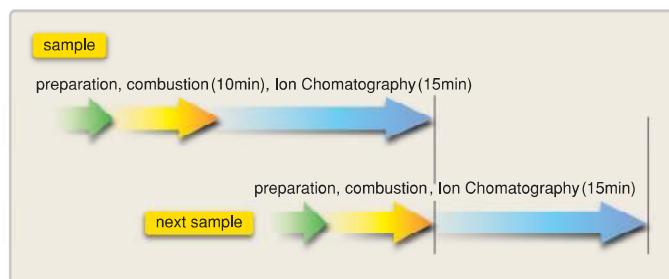 sample
preparation, combustion(10min), Ion Chomatography(15min)
preparation, combustion, Ion Chomatography(15min)
next sample